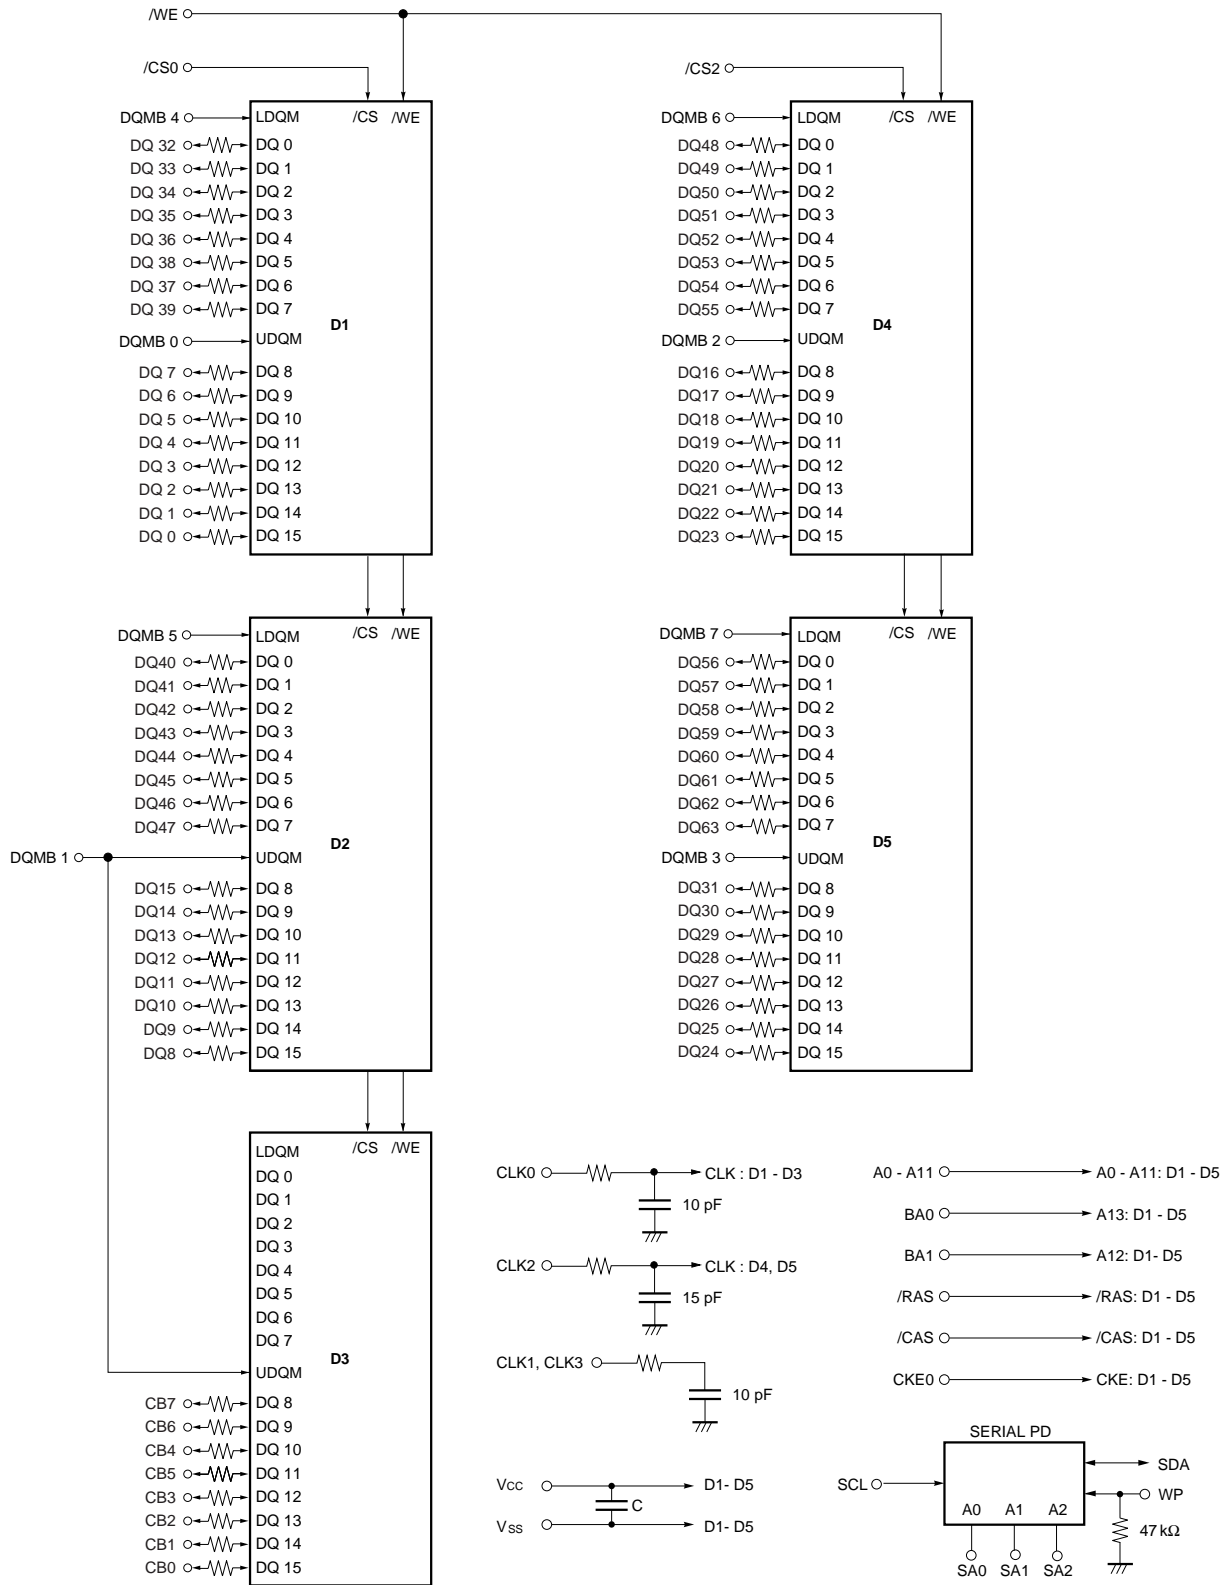 /WE
/CS0
/CS2
DQMB 4 LDQM /CS /WE
DQ 32 DQ 0
DQ 33 DQ 1
DQ 34 DQ 2
DQ 35 DQ 3
DQ 36 DQ 4
DQ 38 DQ 5
DQ 37 DQ 6
DQ 39 DQ 7
D1
DQMB 0 UDQM
DQ 7 DQ 8
DQ 6 DQ 9
DQ 5 DQ 10
DQ 4 DQ 11
DQ 3 DQ 12
DQ 2 DQ 13
DQ 1 DQ 14
DQ 0 DQ 15
DQMB 6 LDQM /CS /WE
DQ48 DQ 0
DQ49 DQ 1
DQ50 DQ 2
DQ51 DQ 3
DQ52 DQ 4
DQ53 DQ 5
DQ54 DQ 6
DQ55 DQ 7
D4
DQMB 2 UDQM
DQ16 DQ 8
DQ17 DQ 9
DQ18 DQ 10
DQ19 DQ 11
DQ20 DQ 12
DQ21 DQ 13
DQ22 DQ 14
DQ23 DQ 15
DQMB 5 LDQM /CS /WE
DQ40 DQ 0
DQ41 DQ 1
DQ42 DQ 2
DQ43 DQ 3
DQ44 DQ 4
DQ45 DQ 5
DQ46 DQ 6
DQ47 DQ 7
D2
DQMB 1 UDQM
DQ15 DQ 8
DQ14 DQ 9
DQ13 DQ 10
DQ12 DQ 11
DQ11 DQ 12
DQ10 DQ 13
DQ9 DQ 14
DQ8 DQ 15
DQMB 7 LDQM /CS /WE
DQ56 DQ 0
DQ57 DQ 1
DQ58 DQ 2
DQ59 DQ 3
DQ60 DQ 4
DQ61 DQ 5
DQ62 DQ 6
DQ63 DQ 7
D5
DQMB 3 UDQM
DQ31 DQ 8
DQ30 DQ 9
DQ29 DQ 10
DQ28 DQ 11
DQ27 DQ 12
DQ26 DQ 13
DQ25 DQ 14
DQ24 DQ 15
LDQM /CS /WE
DQ 0
DQ 1
DQ 2
DQ 3
DQ 4
DQ 5
DQ 6
DQ 7
D3
UDQM
CB7 DQ 8
CB6 DQ 9
CB4 DQ 10
CB5 DQ 11
CB3 DQ 12
CB2 DQ 13
CB1 DQ 14
CB0 DQ 15
CLK0 CLK : D1 - D3
10 pF
CLK2 CLK : D4, D5
15 pF
CLK1, CLK3
10 pF
VCC D1- D5
C
VSS D1- D5
A0 - A11 A0 - A11: D1 - D5
BA0 A13: D1 - D5
BA1 A12: D1- D5
/RAS /RAS: D1 - D5
/CAS /CAS: D1 - D5
CKE0 CKE: D1 - D5
SERIAL PD
SDA
SCL
WP
A0 A1 A2
47 kΩ
SA0 SA1 SA2